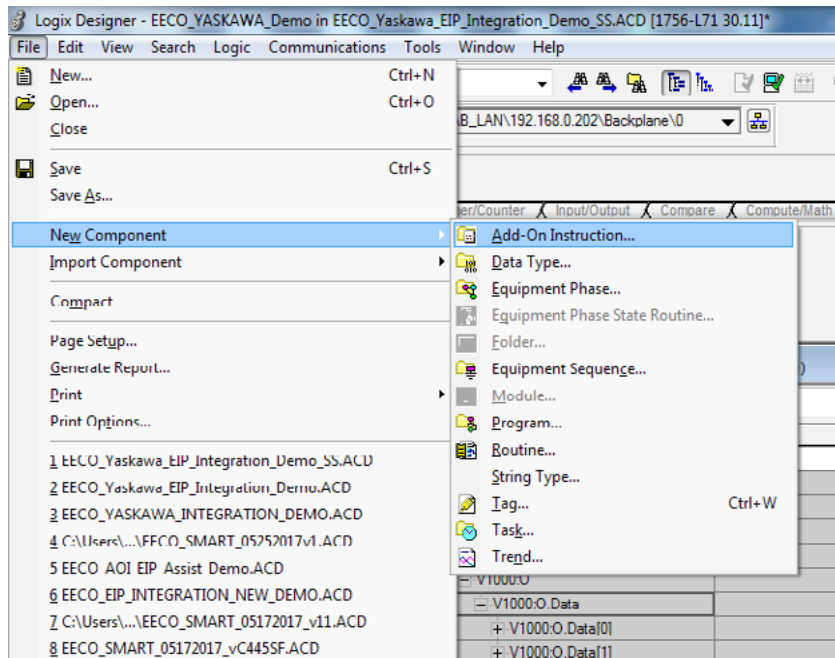 Logix Designer - EECO_YASKAWA_Demo in EECO_Yaskawa_EIP_Integration_Demo_SS.ACD [1756-L71 30.11]*
File Edit View Search Logic Communications Tools Window Help
New... Ctrl+N
Open... Ctrl+O
Close
AB_LAN\192.168.0.202\Backplane\0
Save Ctrl+S
Save As...
er/Counter Input/Output Compare Compute/Math
New Component
Import Component
Compact
Page Setup...
Generate Report...
Print
Print Options...
1 EECO_Yaskawa_EIP_Integration_Demo_SS.ACD
2 EECO_Yaskawa_EIP_Integration_Demo.ACD
3 EECO_YASKAWA_INTEGRATION_DEMO.ACD
4 C:\Users\...\EECO_SMART_05252017v1.ACD
5 EECO_AOI_EIP_Assist_Demo.ACD
6 EECO_EIP_INTEGRATION_NEW_DEMO.ACD
7 C:\Users\...\EECO_SMART_05172017_v11.ACD
8 EECO_SMART_05172017_vC445SF.ACD
Add-On Instruction...
Data Type...
Equipment Phase...
Equipment Phase State Routine...
Folder...
Equipment Sequence...
Module...
Program...
Routine...
String Type...
Tag... Ctrl+W
Task...
Trend...
V1000:O
V1000:O.Data
V1000:O.Data[0]
V1000:O.Data[1]